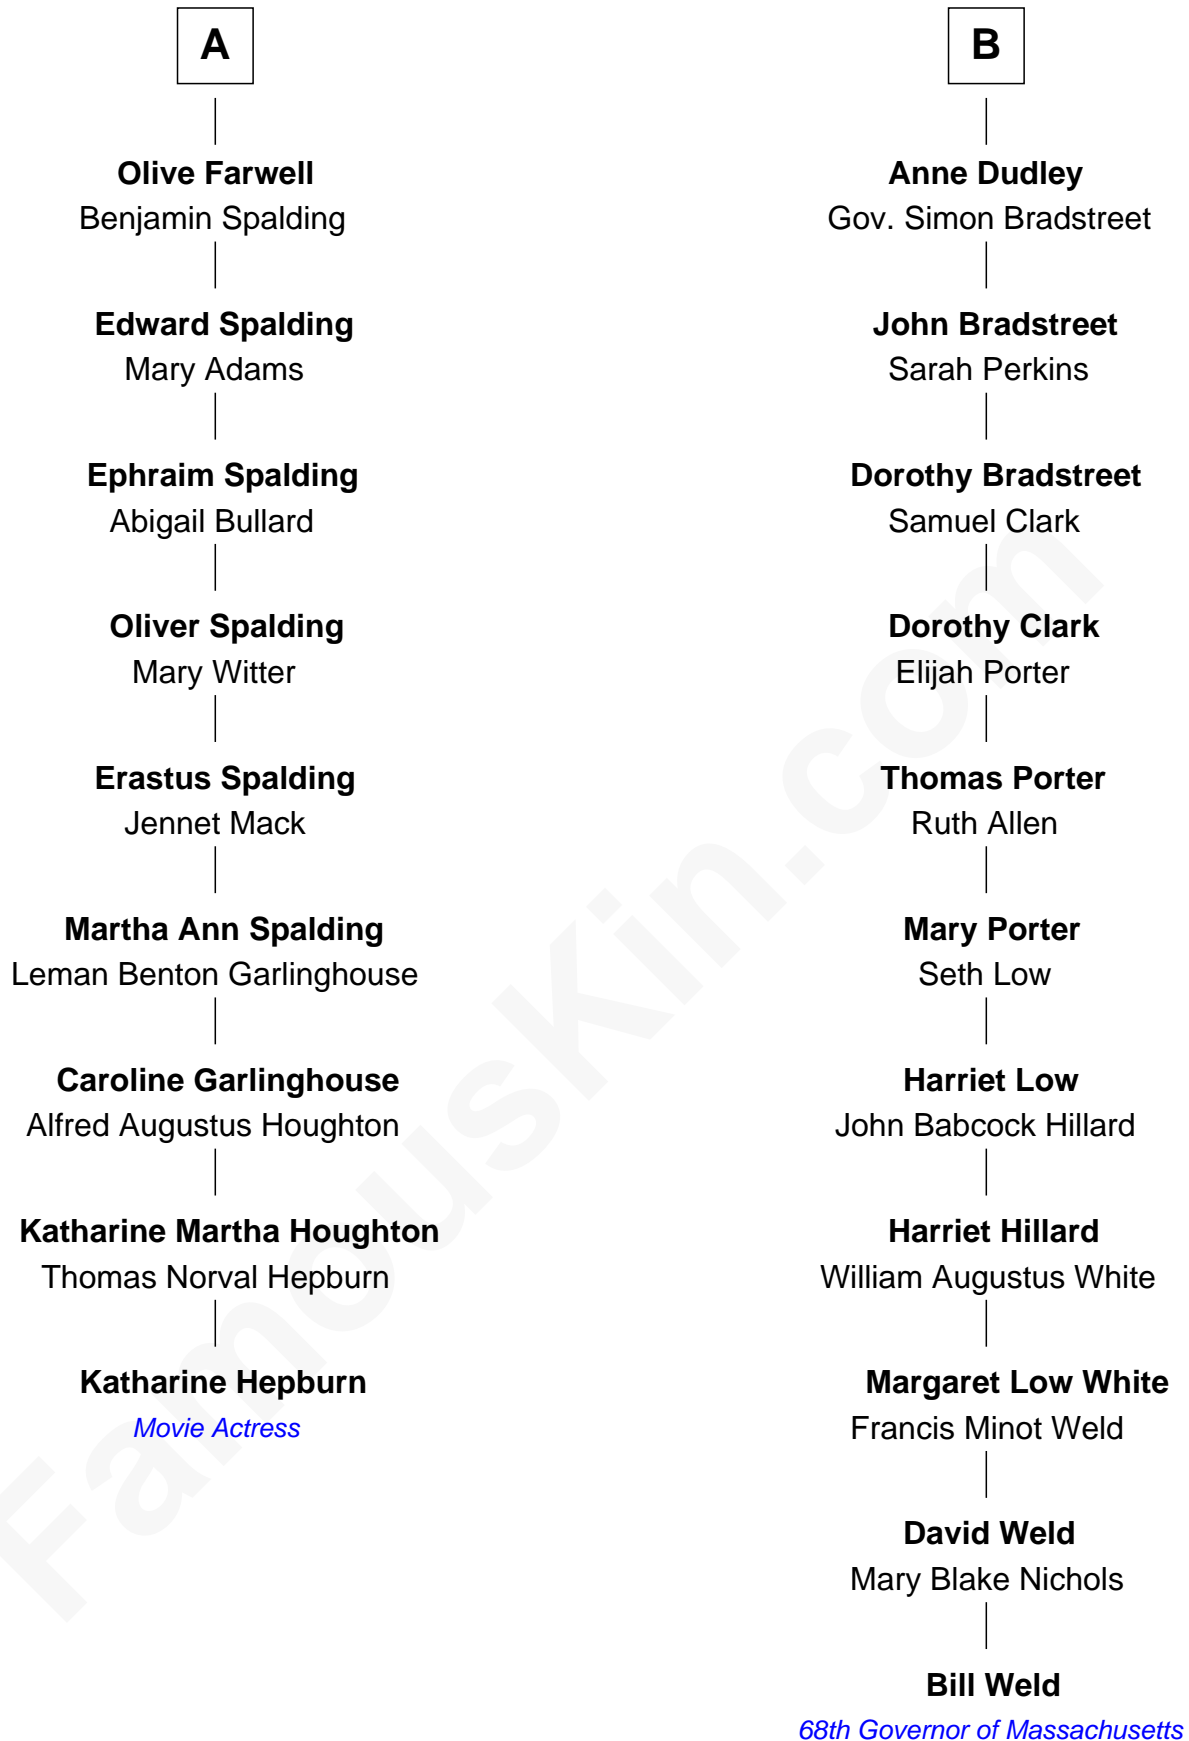 A
Olive Farwell
Benjamin Spalding
Edward Spalding
Mary Adams
Ephraim Spalding
Abigail Bullard
Oliver Spalding
Mary Witter
Erastus Spalding
Jennet Mack
Martha Ann Spalding
Leman Benton Garlinghouse
Caroline Garlinghouse
Alfred Augustus Houghton
Katharine Martha Houghton
Thomas Norval Hepburn
Katharine Hepburn
Movie Actress
B
Anne Dudley
Gov. Simon Bradstreet
John Bradstreet
Sarah Perkins
Dorothy Bradstreet
Samuel Clark
Dorothy Clark
Elijah Porter
Thomas Porter
Ruth Allen
Mary Porter
Seth Low
Harriet Low
John Babcock Hillard
Harriet Hillard
William Augustus White
Margaret Low White
Francis Minot Weld
David Weld
Mary Blake Nichols
Bill Weld
68th Governor of Massachusetts
FamousKin.com